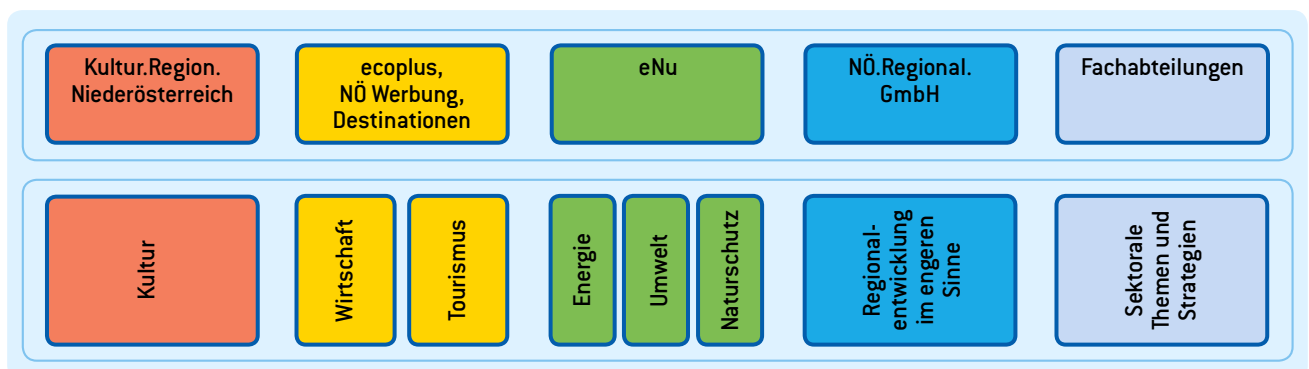 Kultur.Region.
Niederösterreich
ecoplus,
NÖ Werbung,
Destinationen
eNu
NÖ.Regional.
GmbH
Fachabteilungen
Kultur
Wirtschaft
Tourismus
Energie
Umwelt
Naturschutz
Regional-
entwicklung
im engeren
Sinne
Sektorale
Themen und
Strategien